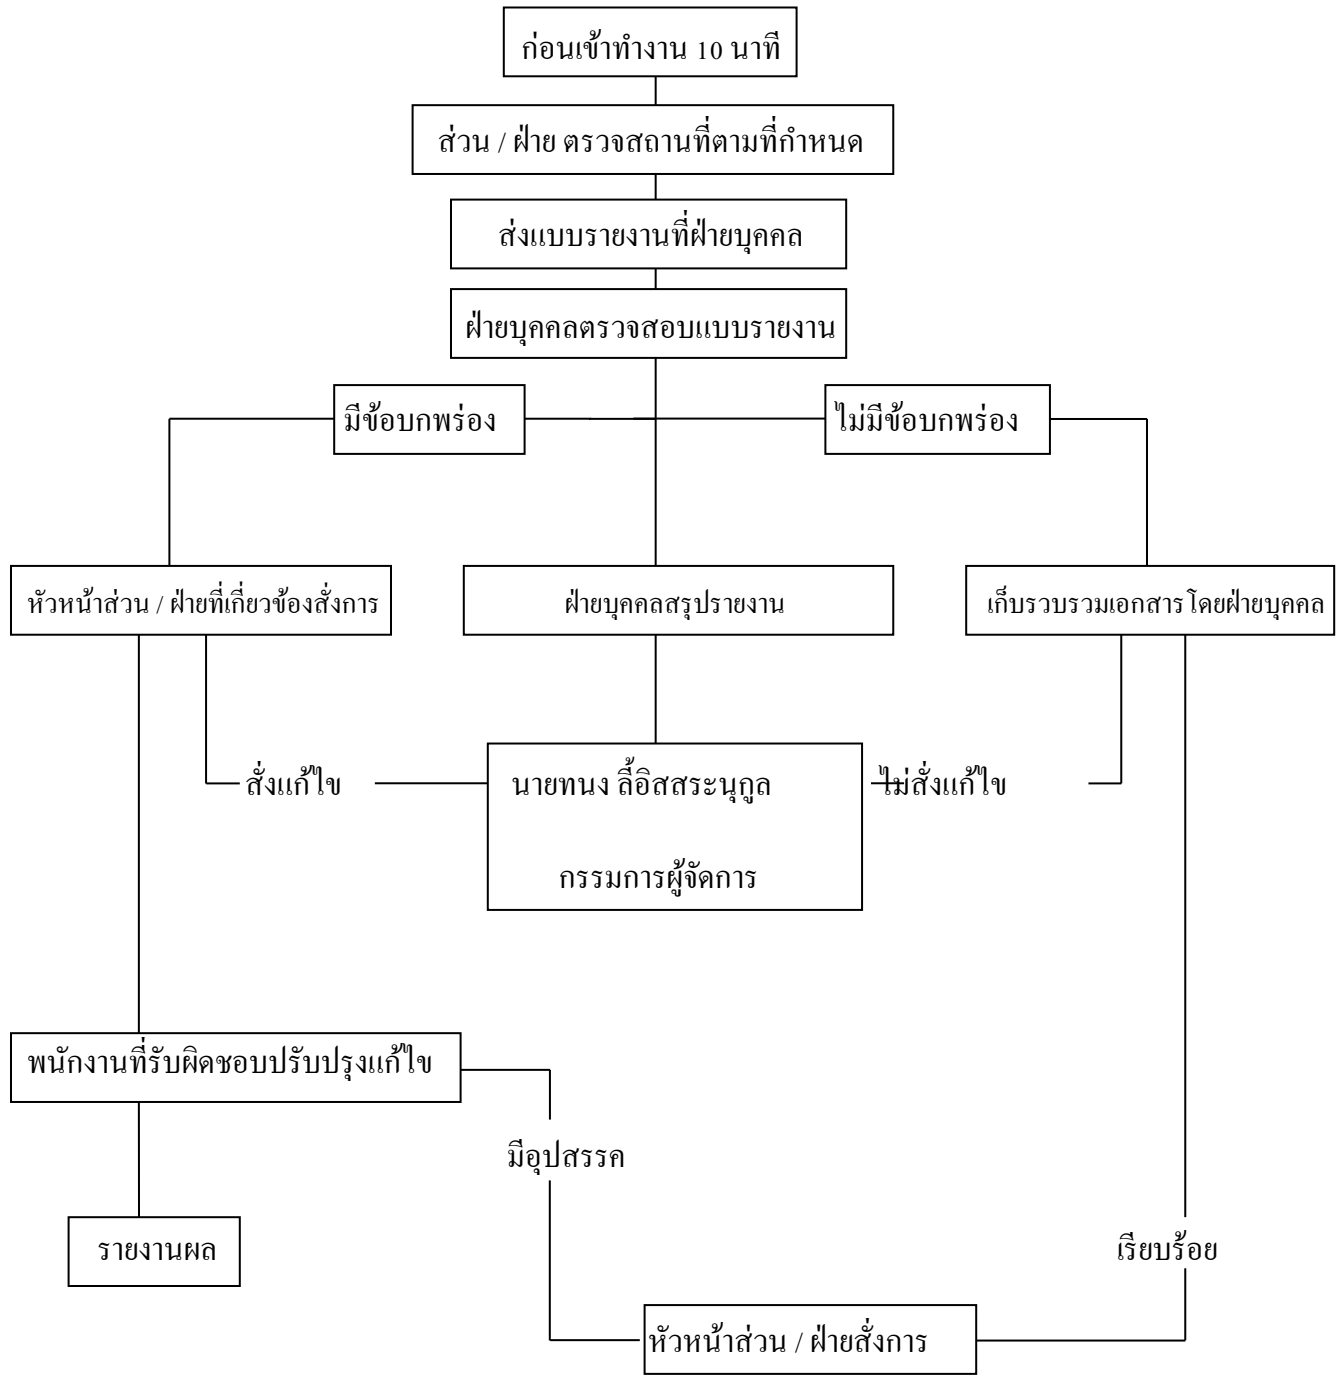 ก่อนเข้าทำงาน 10 นาที
ส่วน / ฝ่าย ตรวจสถานที่ตามที่กำหนด
ส่งแบบรายงานที่ฝ่ายบุคคล
ฝ่ายบุคคลตรวจสอบแบบรายงาน
มีข้อบกพร่อง
ไม่มีข้อบกพร่อง
หัวหน้าส่วน / ฝ่ายที่เกี่ยวข้องสั่งการ
ฝ่ายบุคคลสรุปรายงาน
เก็บรวบรวมเอกสารโดยฝ่ายบุคคล
สั่งแก้ไข
นายทนง ลี้อิสสระนุกูล
ไม่สั่งแก้ไข
กรรมการผู้จัดการ
พนักงานที่รับผิดชอบปรับปรุงแก้ไข
มีอุปสรรค
รายงานผล
เรียบร้อย
หัวหน้าส่วน / ฝ่ายสั่งการ